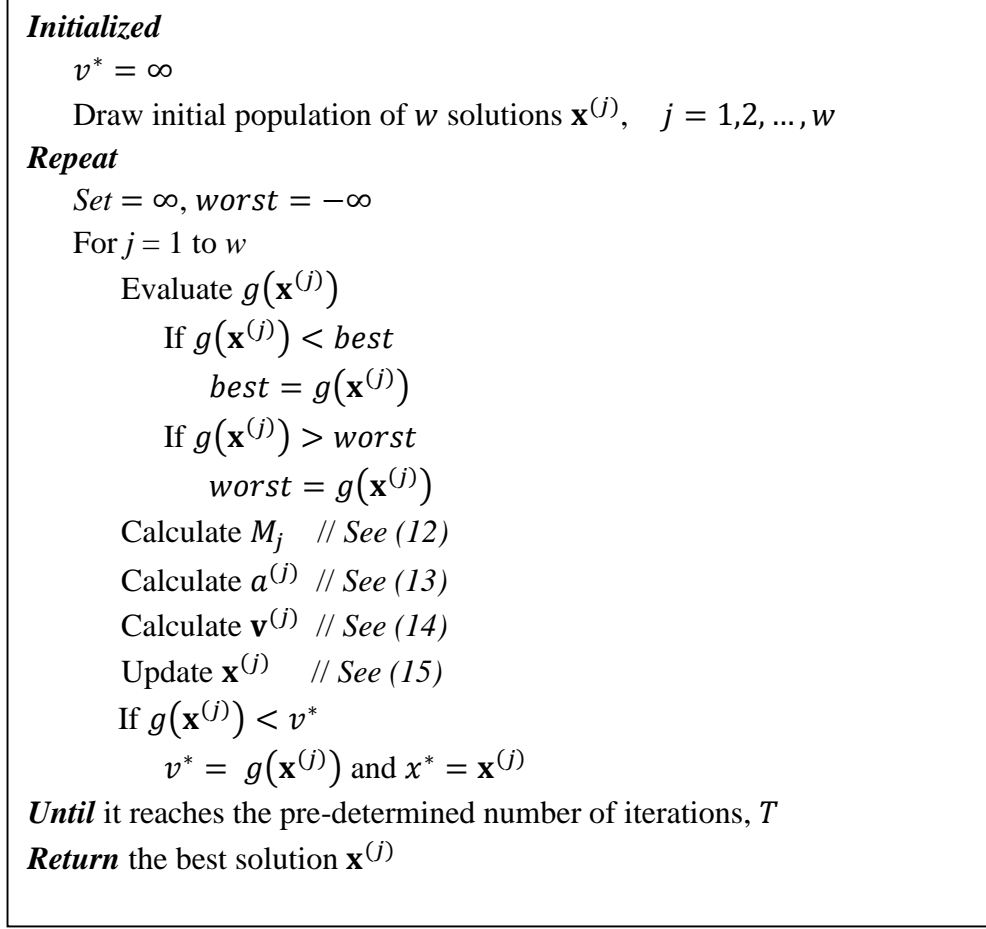 Initialized
v* = ∞
Draw initial population of w solutions x^(j), j = 1,2, … , w
Repeat
Set = ∞, worst = −∞
For j = 1 to w
Evaluate g(x^(j))
If g(x^(j)) < best
best = g(x^(j))
If g(x^(j)) > worst
worst = g(x^(j))
Calculate M_j // See (12)
Calculate a^(j) // See (13)
Calculate v^(j) // See (14)
Update x^(j) // See (15)
If g(x^(j)) < v*
v* = g(x^(j)) and x* = x^(j)
Until it reaches the pre-determined number of iterations, T
Return the best solution x^(j)